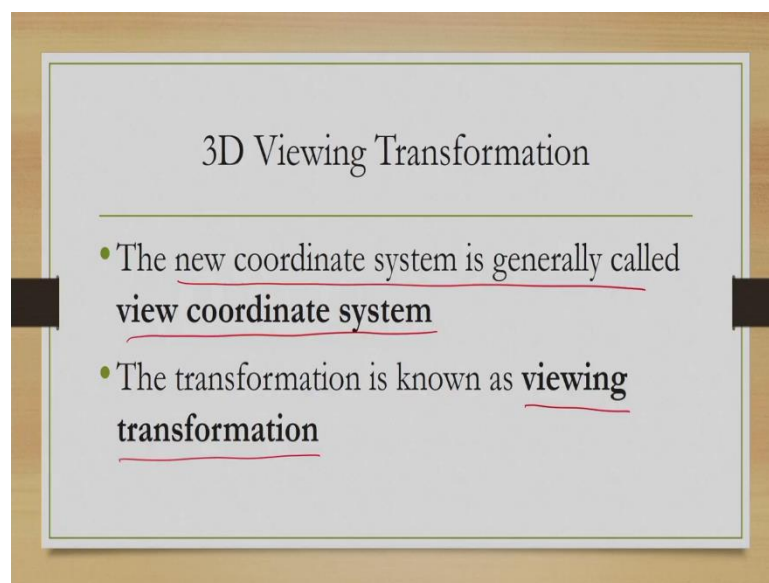 3D Viewing Transformation
• The new coordinate system is generally called
view coordinate system
• The transformation is known as viewing
transformation